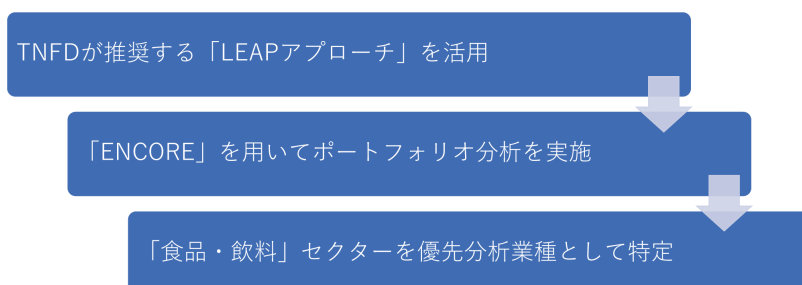 TNFDが推奨する「LEAPアプローチ」を活用
「ENCORE」を用いてポートフォリオ分析を実施
「食品・飲料」セクターを優先分析業種として特定